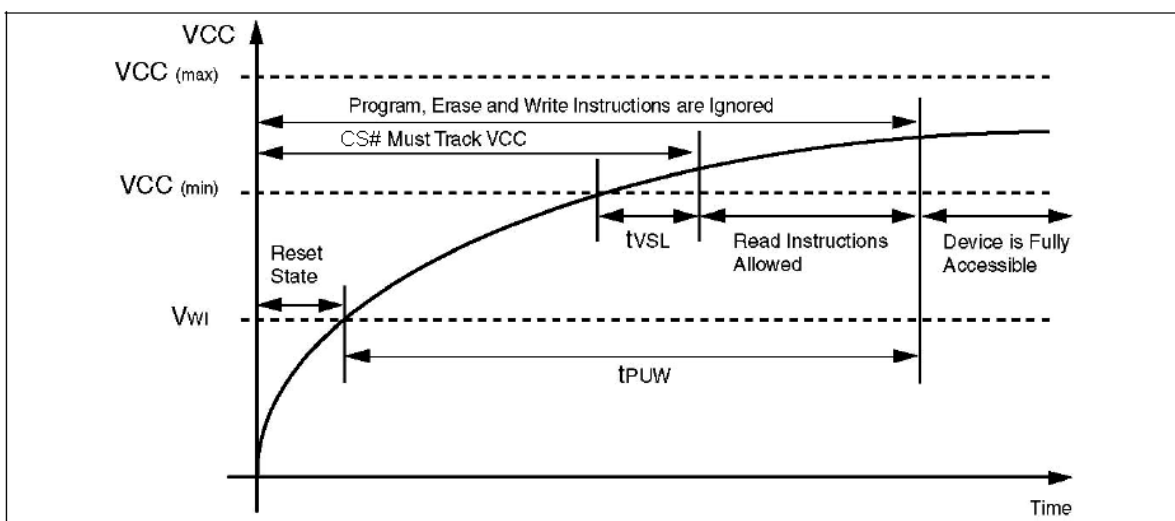 VCC
VCC (max)
Program, Erase and Write Instructions are Ignored
CS# Must Track VCC
VCC (min)
Reset
State
tVSL
Read Instructions
Allowed
Device is Fully
Accessible
VWI
tPUW
Time